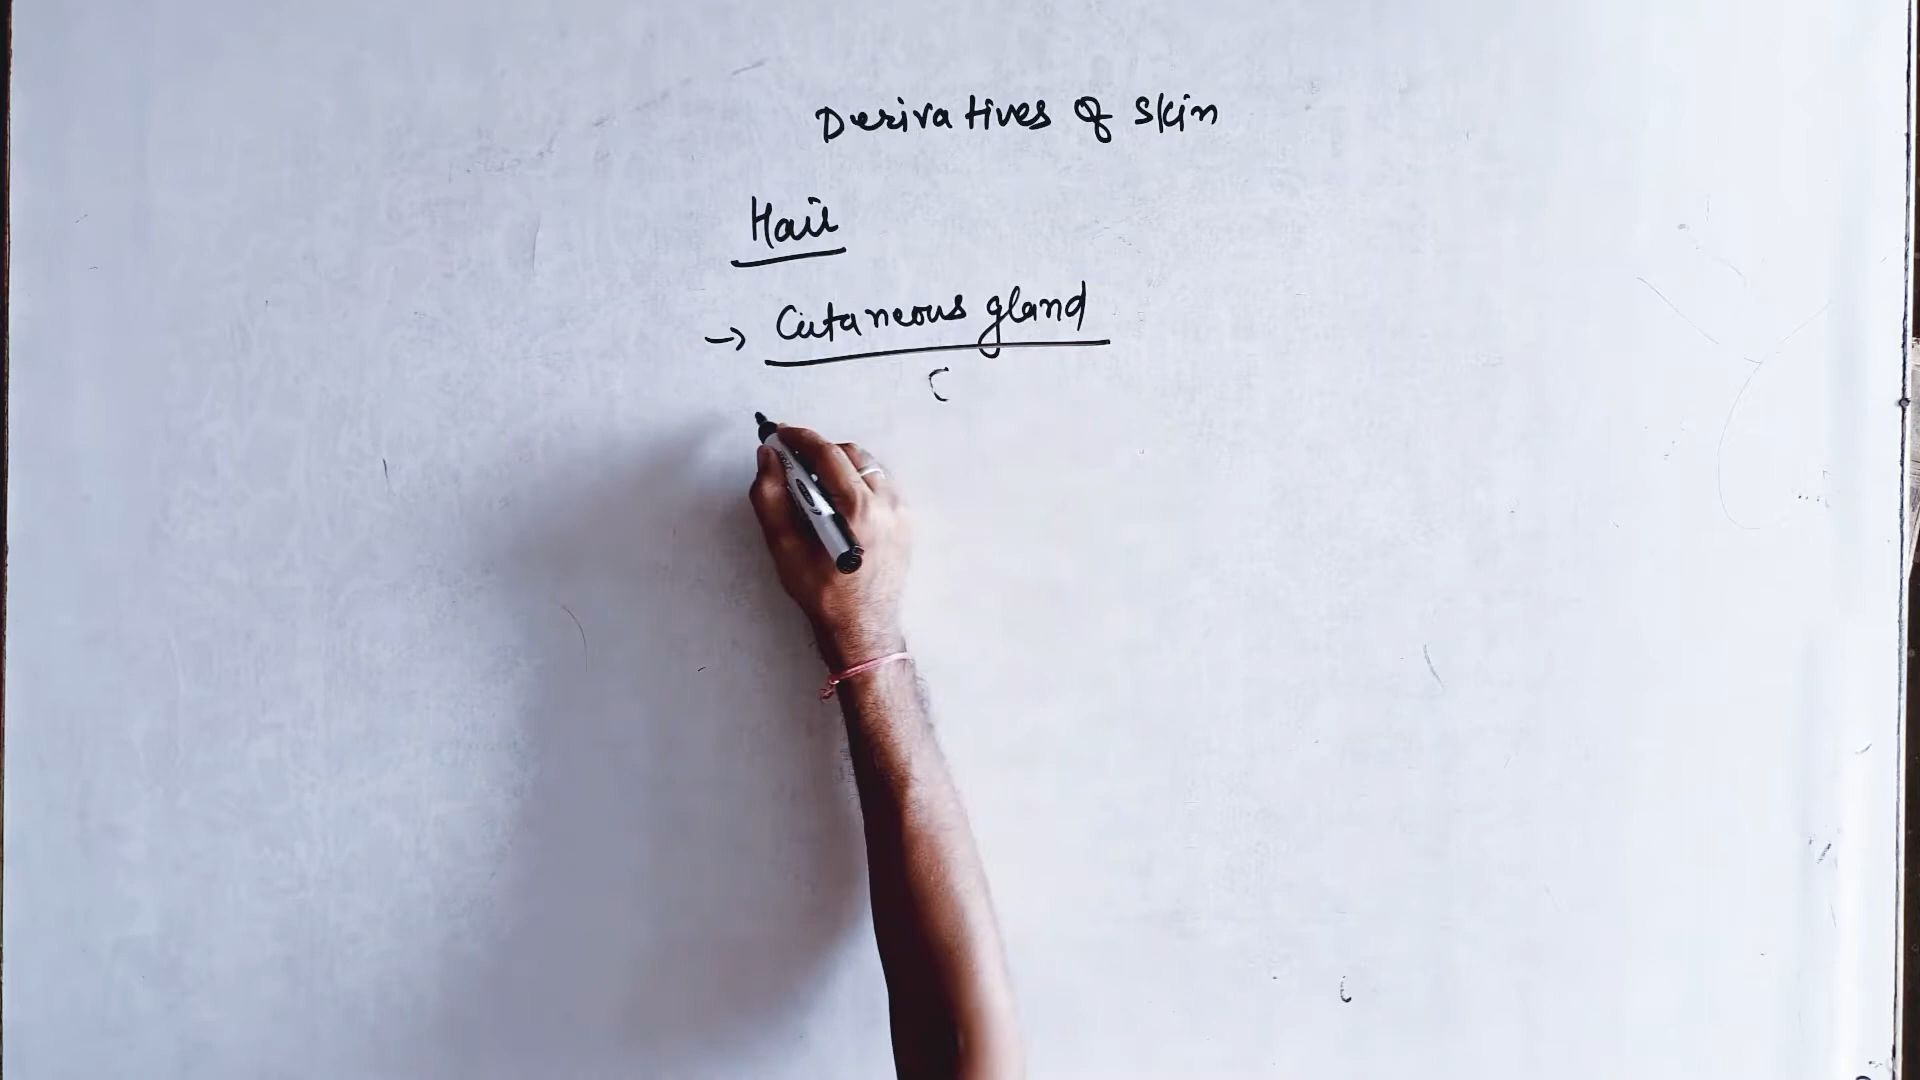 Derivatives of skin
Hair
→ Cutaneous gland